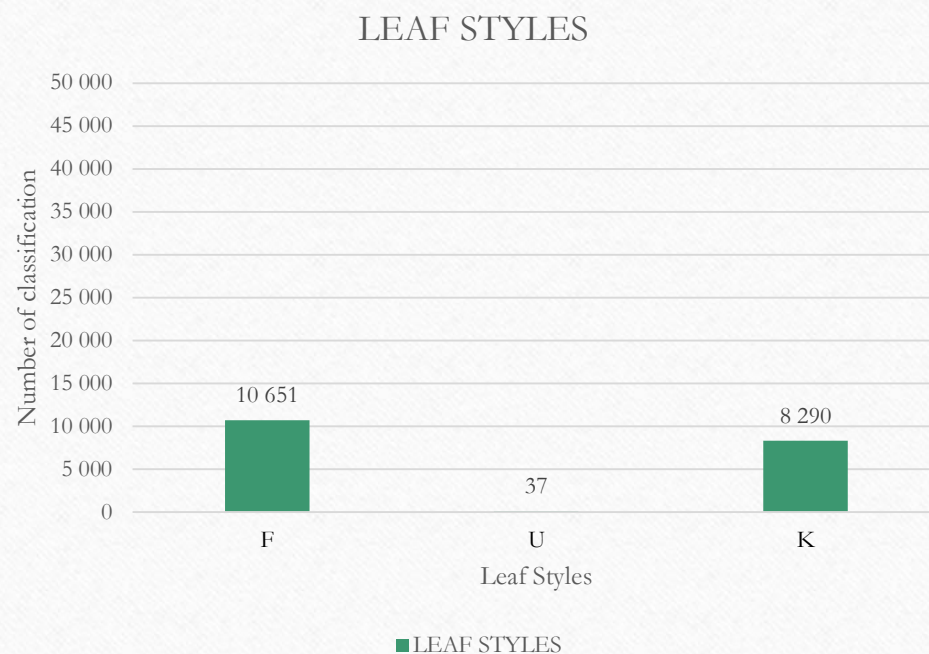 LEAF STYLES
50 000
45 000
40 000
35 000
30 000
25 000
20 000
15 000
10 000
5 000
0
Number of classification
10 651
37
8 290
F U K
Leaf Styles
LEAF STYLES